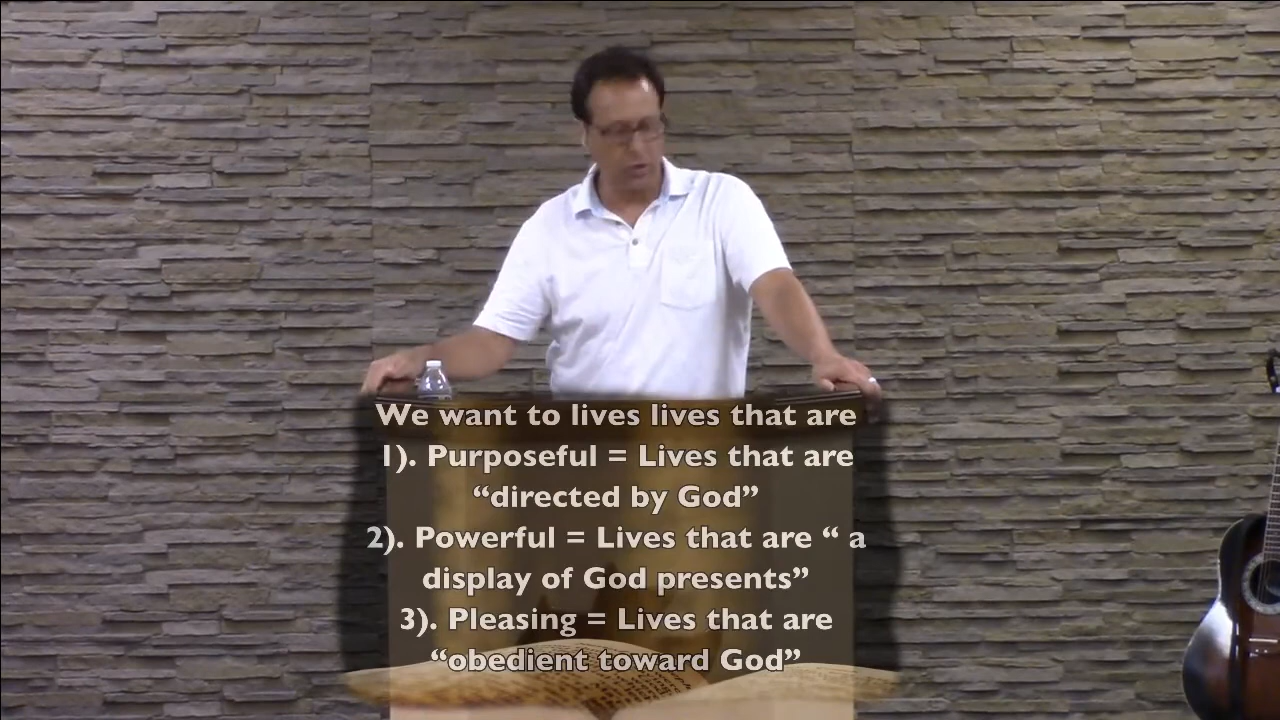 We want to lives lives that are
1). Purposeful = Lives that are
“directed by God”
2). Powerful = Lives that are “ a
display of God presents”
3). Pleasing = Lives that are
“obedient toward God”